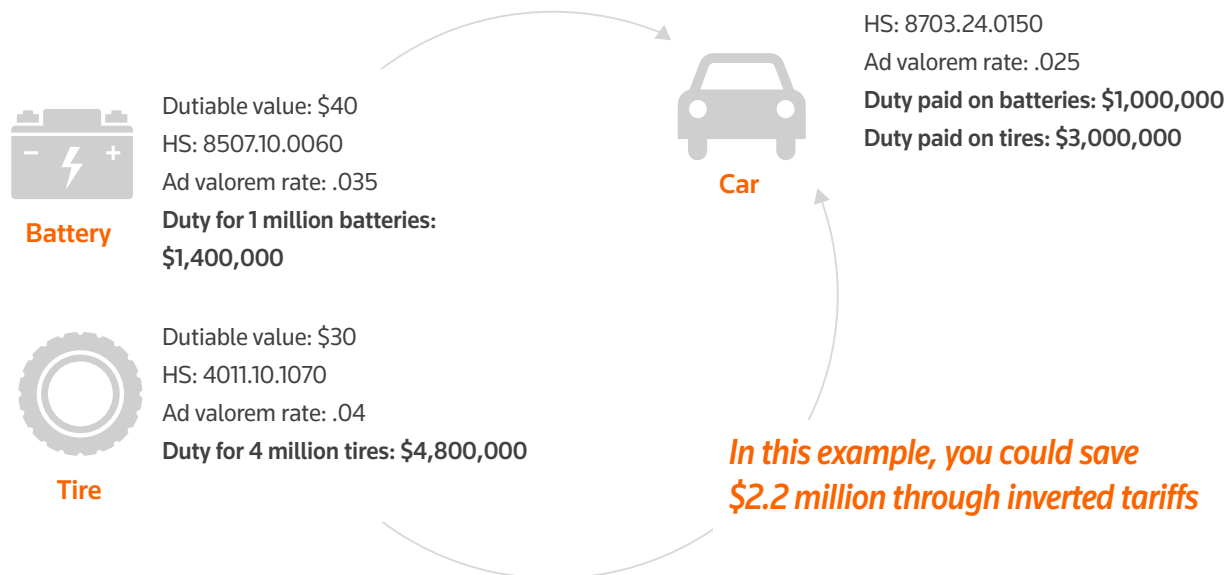 Dutiable value: $40
HS: 8507.10.0060
Ad valorem rate: .035
Duty for 1 million batteries:
$1,400,000
Battery
Dutiable value: $30
HS: 4011.10.1070
Ad valorem rate: .04
Duty for 4 million tires: $4,800,000
Tire
HS: 8703.24.0150
Ad valorem rate: .025
Duty paid on batteries: $1,000,000
Duty paid on tires: $3,000,000
Car
In this example, you could save
$2.2 million through inverted tariffs